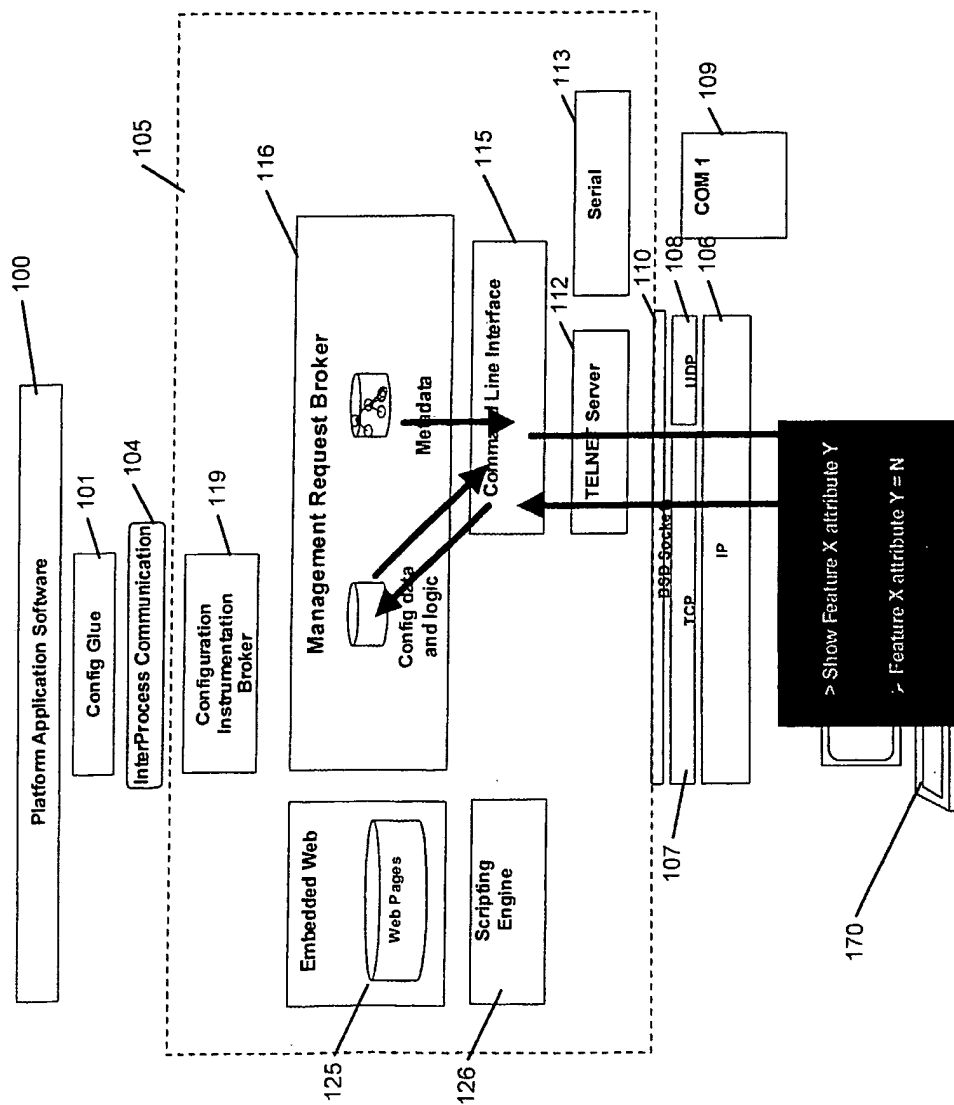 100
Platform Application Software
101
Config Glue
104
InterProcess Communication
105
119
Configuration
Instrumentation
Broker
116
Management Request Broker
Metadata
Config data
and logic
Embedded Web
Web Pages
125
115
Command Line Interface
Scripting
Engine
126
113
Serial
112
TELNET Server
110
BSD Socket
108
UDP
TCP
107
106
IP
109
COM 1
> Show Feature X attribute Y
> Feature X attribute Y = N
170